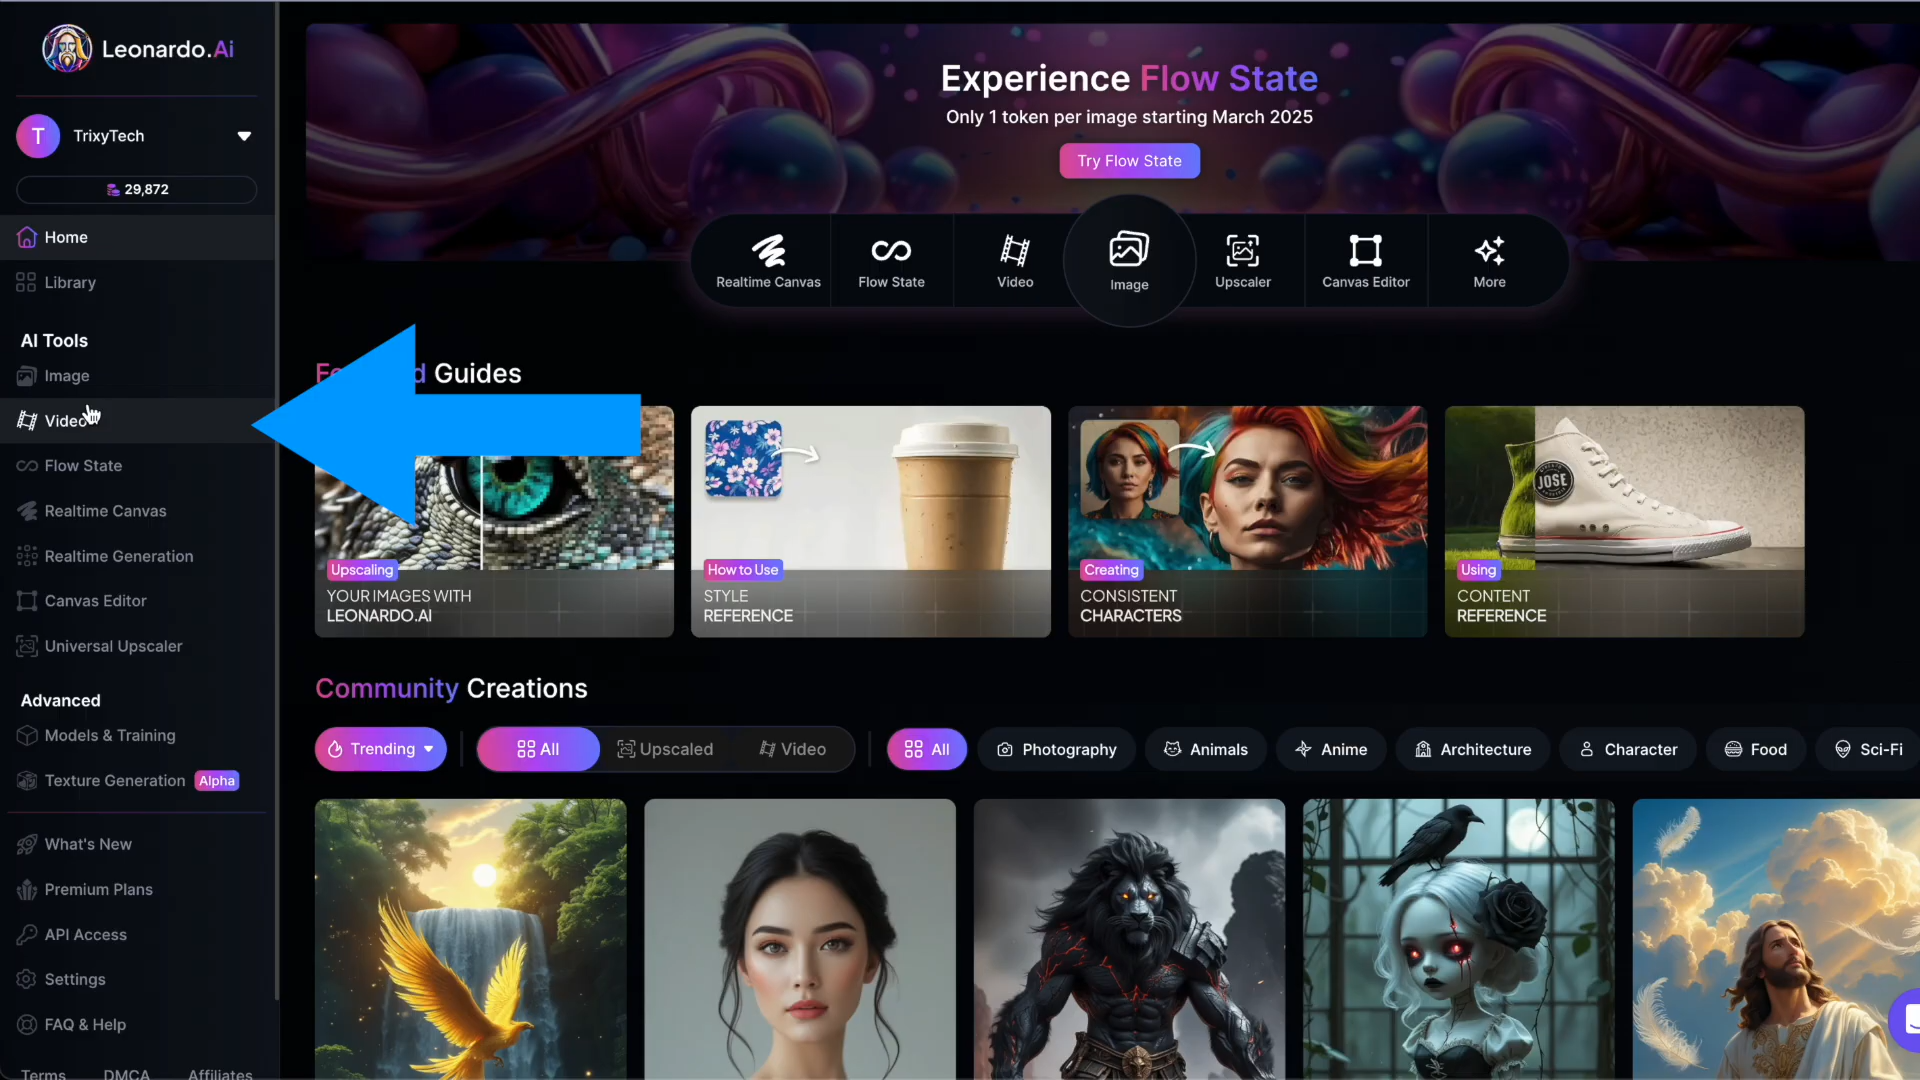 Leonardo.Ai
T
TrixyTech
29,872
Home
Library
AI Tools
Image
Video
Flow State
Realtime Canvas
Realtime Generation
Canvas Editor
Universal Upscaler
Advanced
Models & Training
Texture Generation Alpha
What's New
Premium Plans
API Access
Settings
FAQ & Help
Terms DMCA Affiliates
Experience Flow State
Only 1 token per image starting March 2025
Try Flow State
Realtime Canvas
Flow State
Video
Image
Upscaler
Canvas Editor
More
Guides
Upscaling
YOUR IMAGES WITH
LEONARDO.AI
How to Use
STYLE
REFERENCE
Creating
CONSISTENT
CHARACTERS
JOSE
Using
CONTENT
REFERENCE
Community Creations
Trending
All
Upscaled
Video
All
Photography
Animals
Anime
Architecture
Character
Food
Sci-Fi